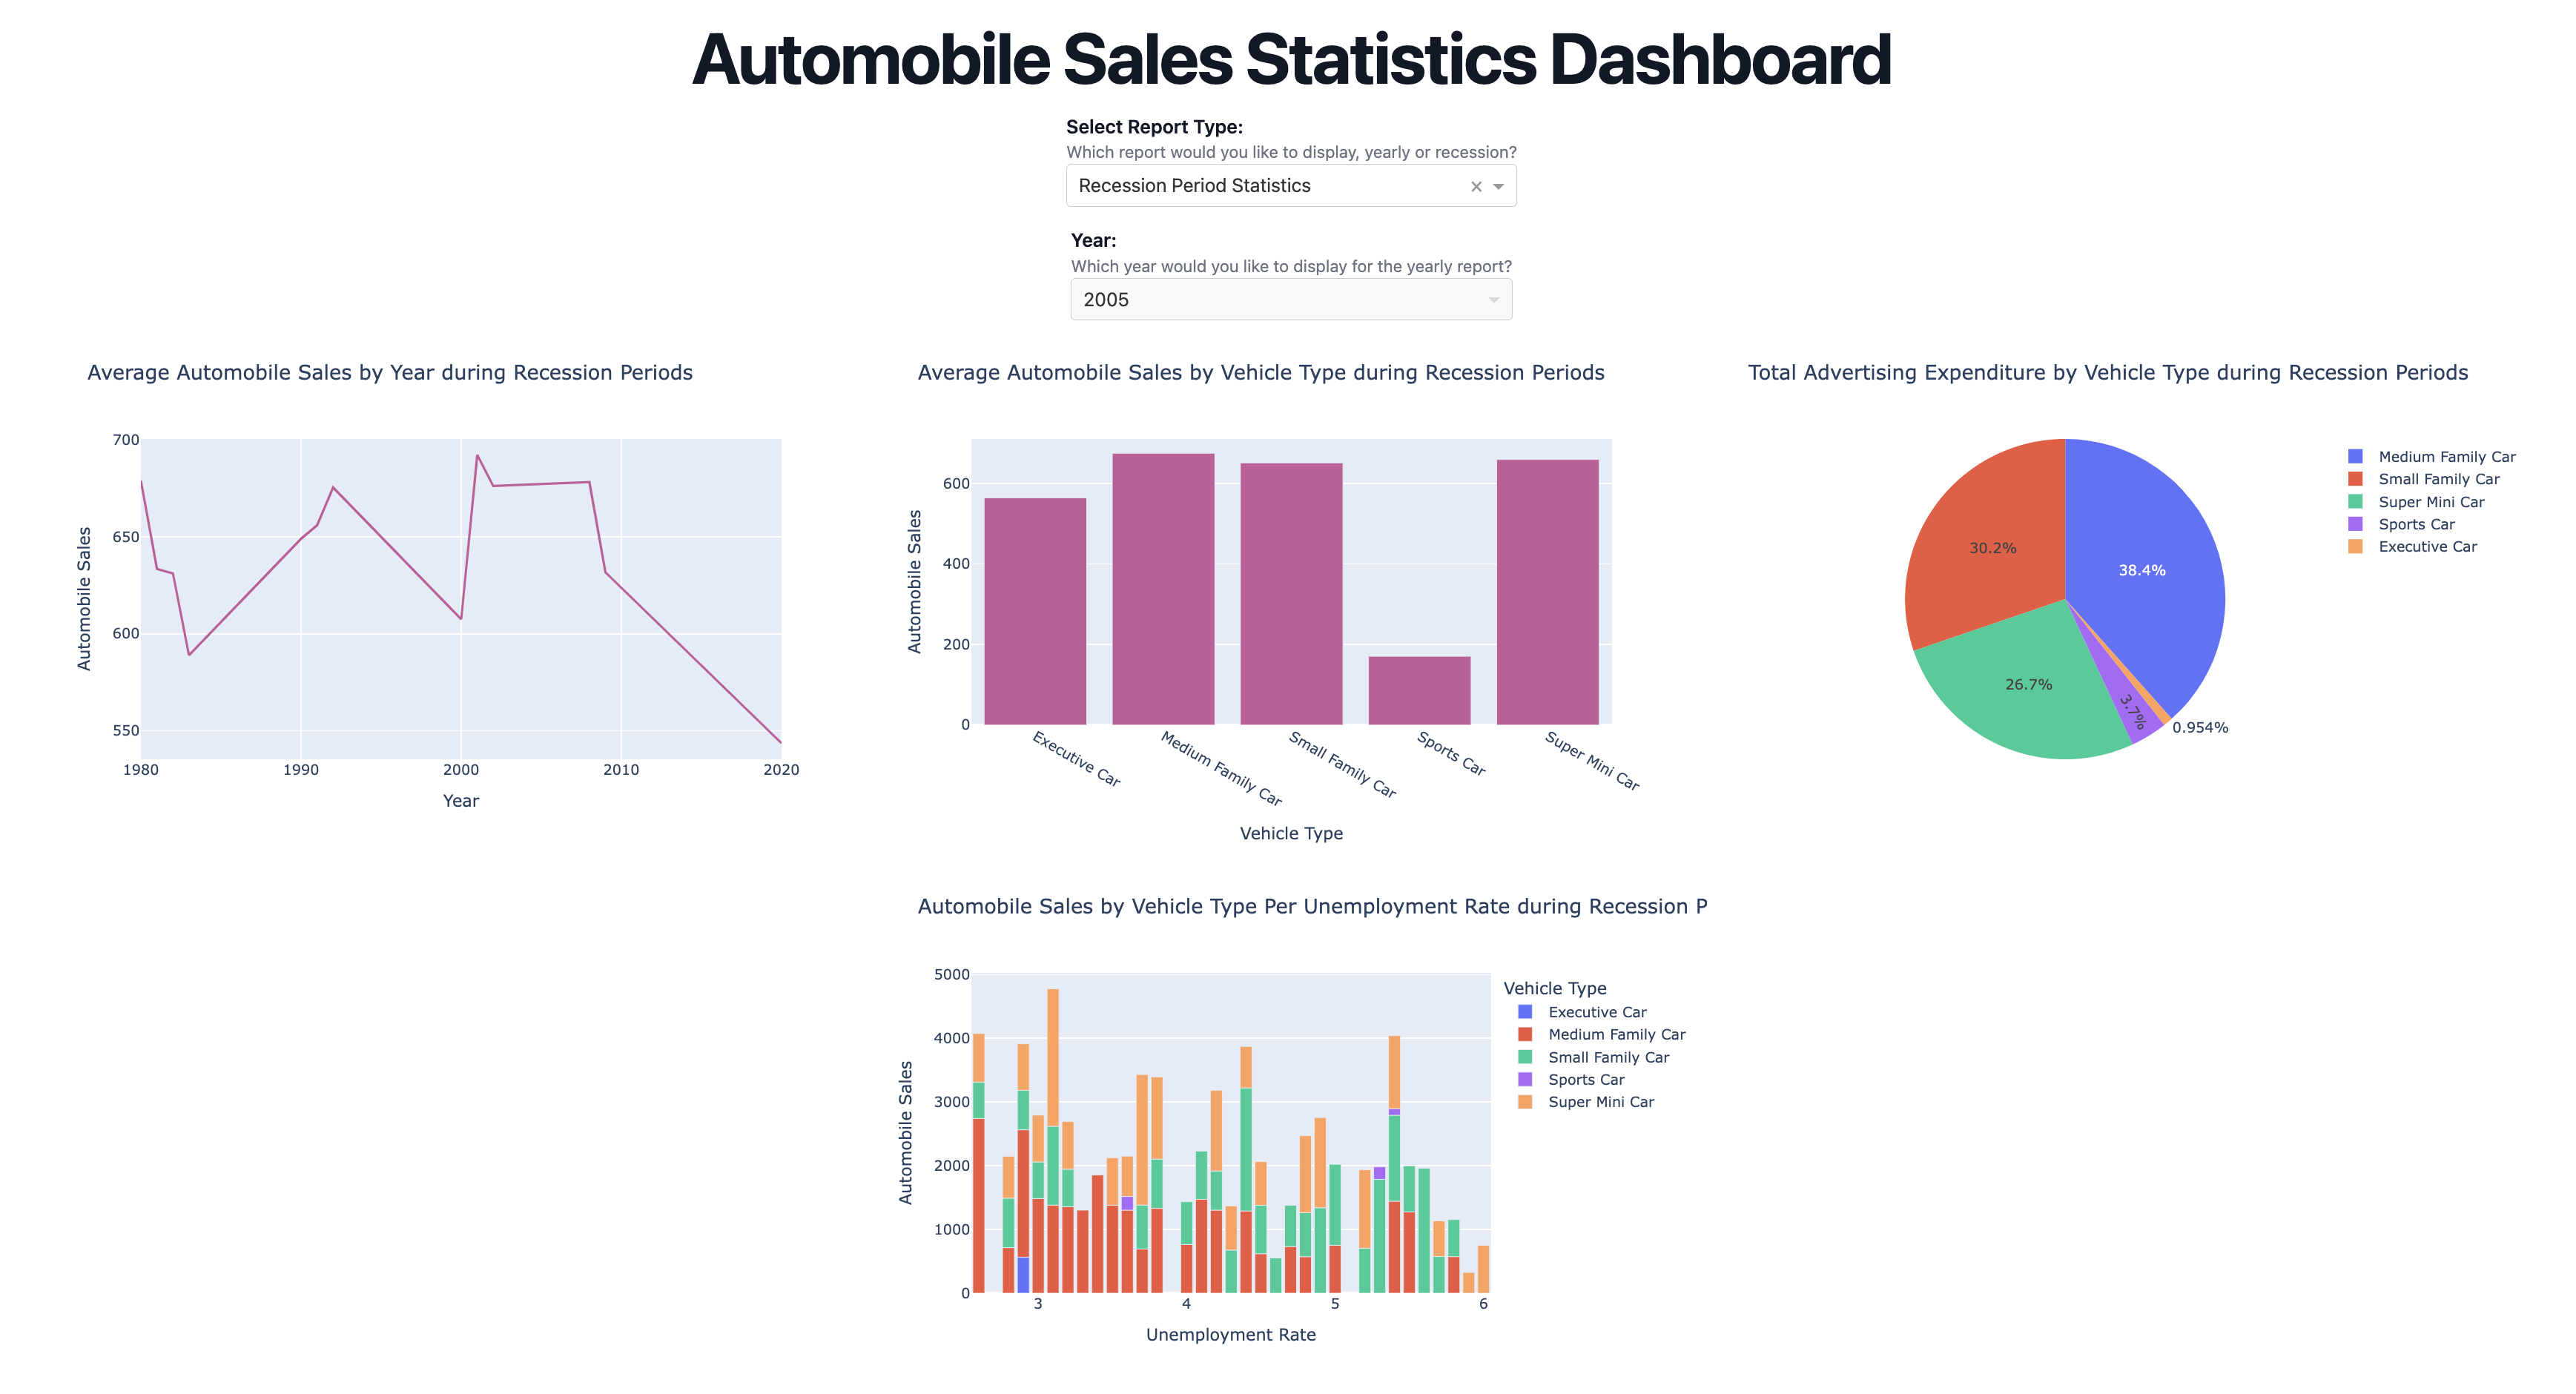 Automobile Sales Statistics Dashboard
Select Report Type:
Which report would you like to display, yearly or recession?
Recession Period Statistics
Year:
Which year would you like to display for the yearly report?
2005
Average Automobile Sales by Year during Recession Periods
700
650
600
550
Automobile Sales
1980 1990 2000 2010 2020
Year
Average Automobile Sales by Vehicle Type during Recession Periods
600
400
200
0
Automobile Sales
Executive Car
Medium Family Car
Small Family Car
Sports Car
Super Mini Car
Vehicle Type
Total Advertising Expenditure by Vehicle Type during Recession Periods
30.2%
38.4%
26.7%
3.7%
0.954%
Medium Family Car
Small Family Car
Super Mini Car
Sports Car
Executive Car
Automobile Sales by Vehicle Type Per Unemployment Rate during Recession P
5000
4000
3000
2000
1000
0
Automobile Sales
3 4 5 6
Unemployment Rate
Vehicle Type
Executive Car
Medium Family Car
Small Family Car
Sports Car
Super Mini Car